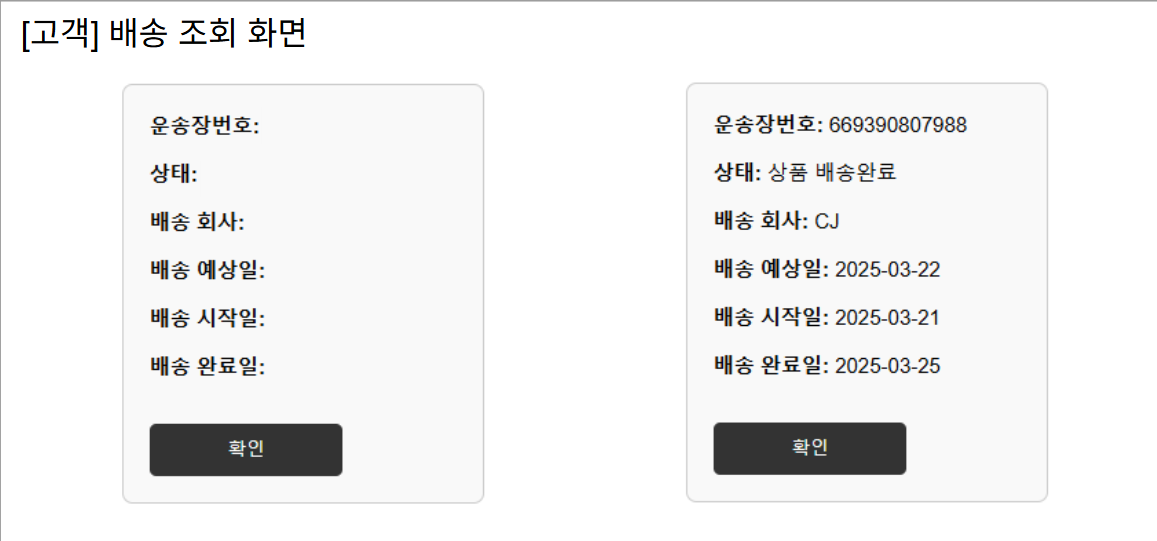 [고객] 배송 조회 화면
운송장번호:
상태:
배송 회사:
배송 예상일:
배송 시작일:
배송 완료일:
확인
운송장번호: 669390807988
상태: 상품 배송완료
배송 회사: CJ
배송 예상일: 2025-03-22
배송 시작일: 2025-03-21
배송 완료일: 2025-03-25
확인